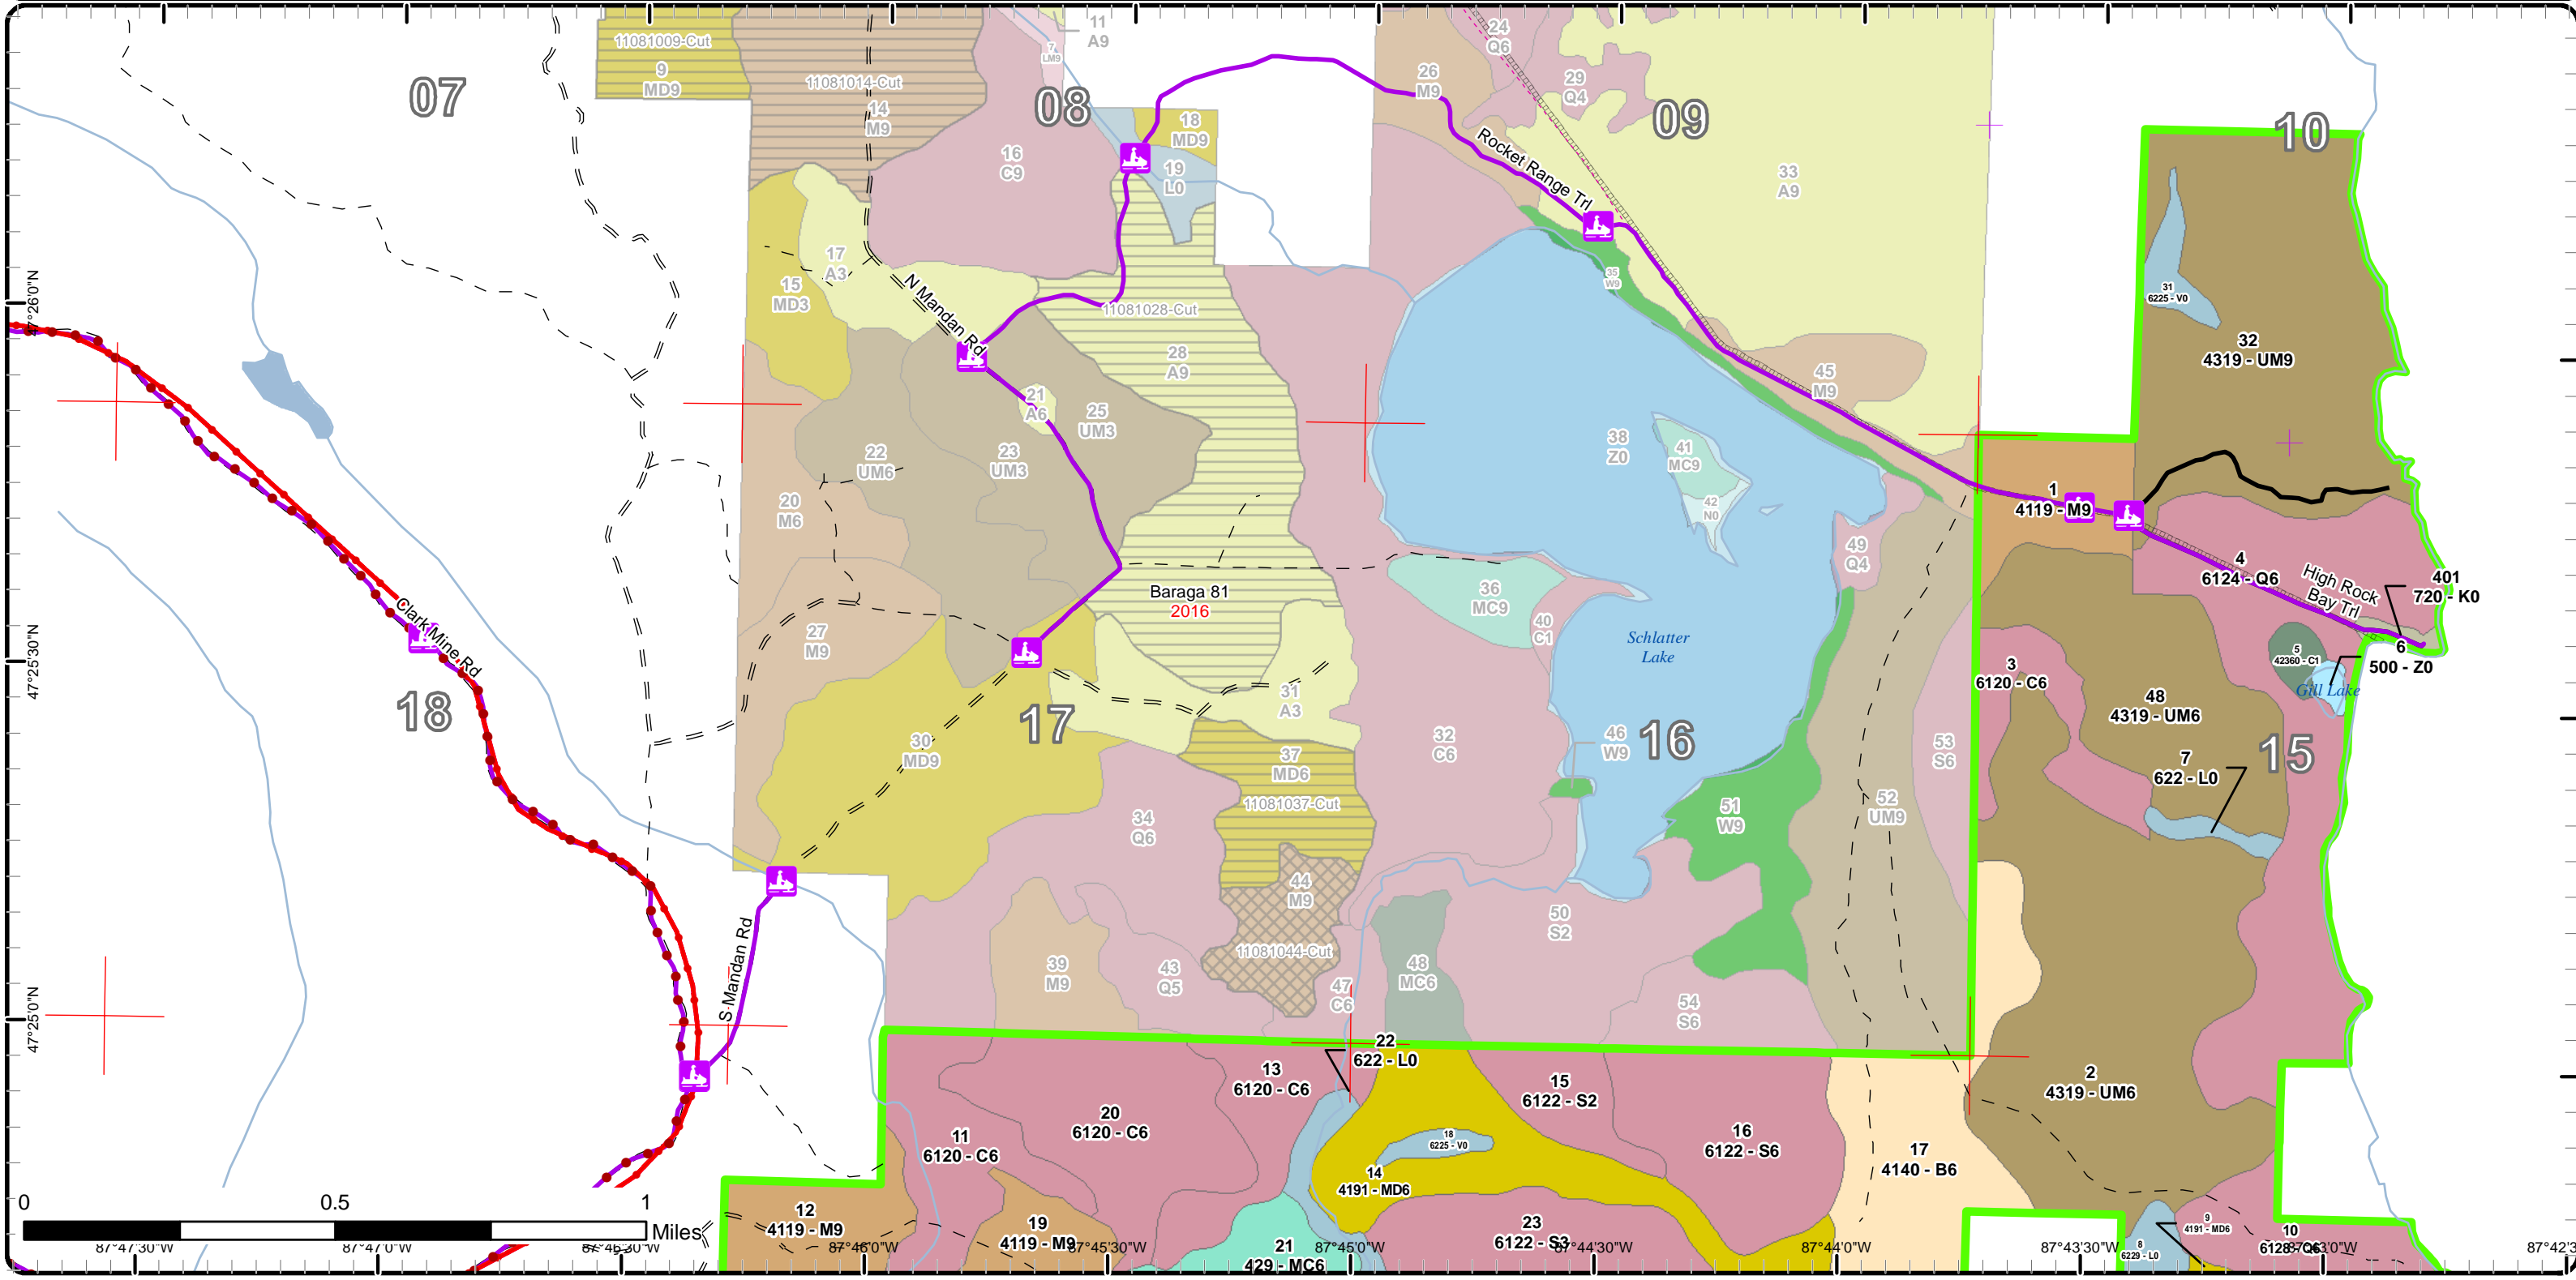 07
08
09
10
11081009-Cut
9
MD9
11081014-Cut
14
M9
7
LM9
11
A9
16
C9
18
MD9
19
L0
24
Q6
26
M9
29
Q4
Rocket Range Trl
33
A9
31
6225 - V0
32
4319 - UM9
47°26'0"N
15
MD3
17
A3
N Mandan Rd
11081028-Cut
28
A9
35
W9
45
M9
21
A6
25
UM3
22
UM6
23
UM3
20
M6
38
Z0
41
MC9
42
N0
49
Q4
1
4119 - M9
4
6124 - Q6
High Rock
Bay Trl
401
720 - K0
6
500 - Z0
5
42360 - C1
Gill Lake
Baraga 81
2016
36
MC9
40
C1
Schlatter
Lake
27
M9
Clark Mine Rd
47°25'30"N
18
17
16
15
30
MD9
31
A3
37
MD6
11081037-Cut
32
C6
46
W9
51
W9
52
UM9
53
S6
3
6120 - C6
48
4319 - UM6
7
622 - L0
34
Q6
44
M9
11081044-Cut
39
M9
43
Q5
47
C6
48
MC6
50
S2
54
S6
S Mandan Rd
47°25'0"N
22
622 - L0
13
6120 - C6
20
6120 - C6
11
6120 - C6
15
6122 - S2
16
6122 - S6
18
6225 - V0
14
4191 - MD6
17
4140 - B6
2
4319 - UM6
12
4119 - M9
19
4119 - M9
21
429 - MC6
23
6122 - S3
8
6229 - L0
9
4191 - MD6
10
6128 - Q6
0
0.5
1
Miles
87°47'30"W
87°47'0"W
87°46'30"W
87°46'0"W
87°45'30"W
87°45'0"W
87°44'30"W
87°44'0"W
87°43'30"W
87°43'0"W